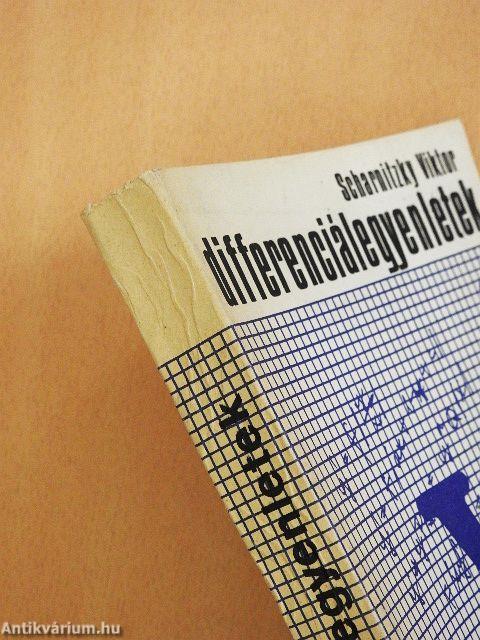 Scharnitzky Viktor
differenciálegyenletek
egyenletek
Antikvárium.hu